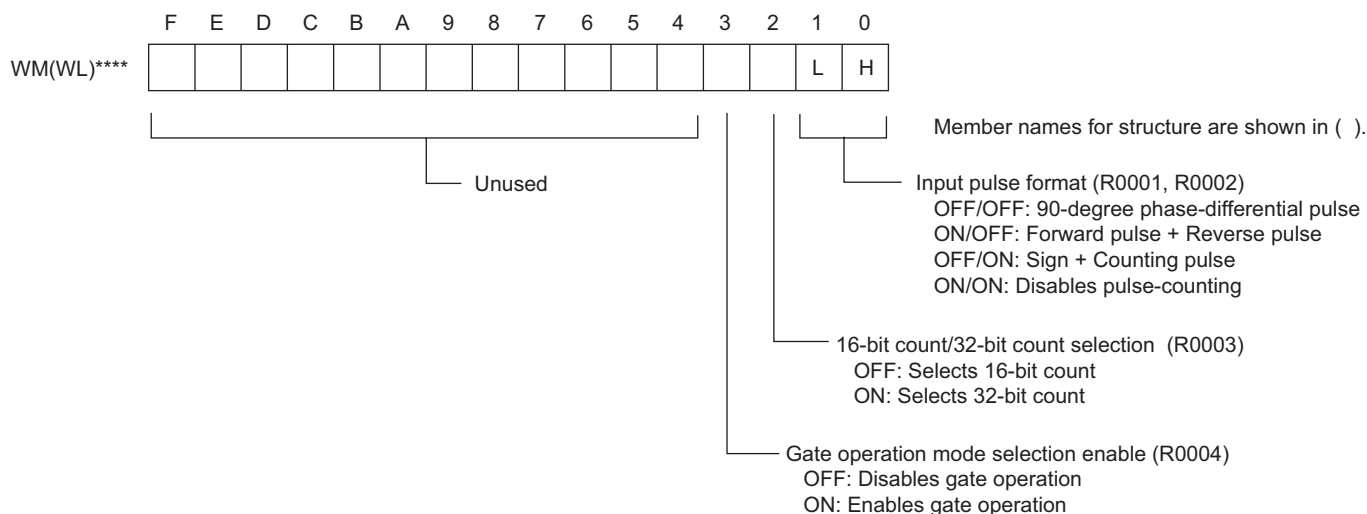 F E D C B A 9 8 7 6 5 4 3 2 1 0
WM(WL)****
L H
Member names for structure are shown in (  ).
Unused
Input pulse format (R0001, R0002)
OFF/OFF: 90-degree phase-differential pulse
ON/OFF: Forward pulse + Reverse pulse
OFF/ON: Sign + Counting pulse
ON/ON: Disables pulse-counting
16-bit count/32-bit count selection (R0003)
OFF: Selects 16-bit count
ON: Selects 32-bit count
Gate operation mode selection enable (R0004)
OFF: Disables gate operation
ON: Enables gate operation